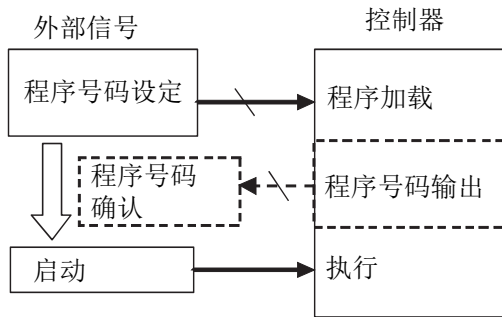 外部信号
控制器
程序号码设定
程序加载
程序号码
确认
程序号码输出
启动
执行